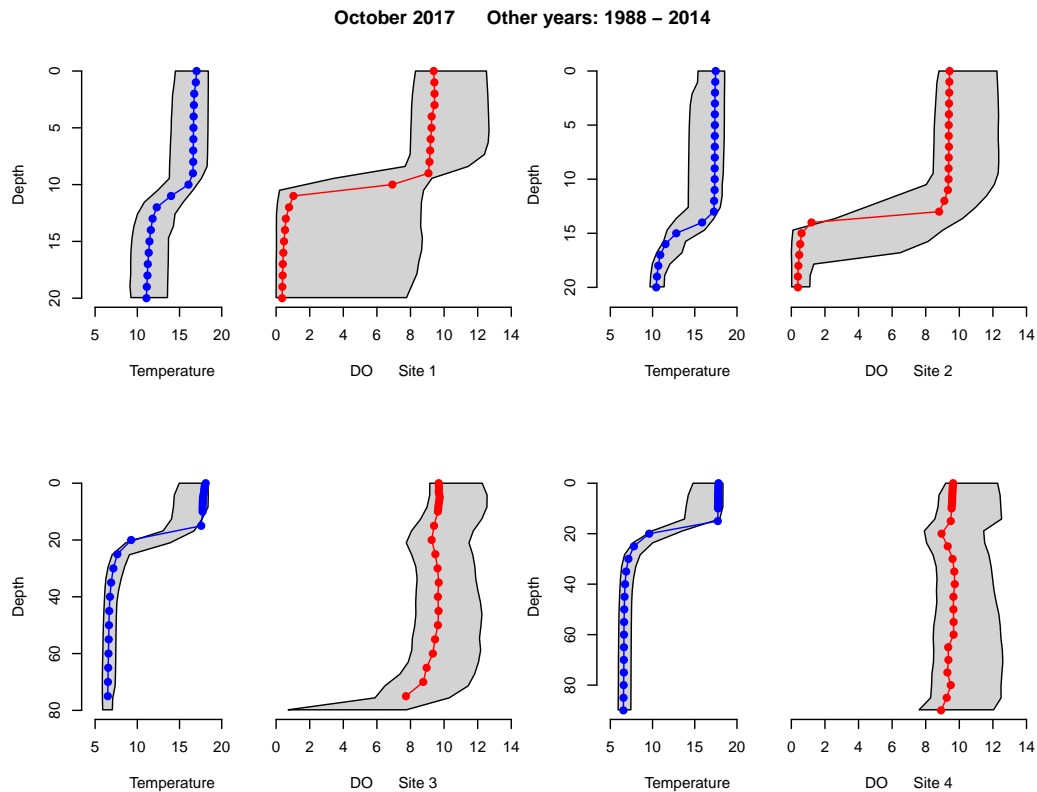 October 2017 Other years: 1988 – 2014
Depth
0
5
10
15
20
5 10 15 20
Temperature
0 2 4 6 8 10 12 14
DO Site 1
Depth
0
5
10
15
20
5 10 15 20
Temperature
0 2 4 6 8 10 12 14
DO Site 2
Depth
0
20
40
60
80
5 10 15 20
Temperature
0 2 4 6 8 10 12 14
DO Site 3
Depth
0
20
40
60
80
5 10 15 20
Temperature
0 2 4 6 8 10 12 14
DO Site 4